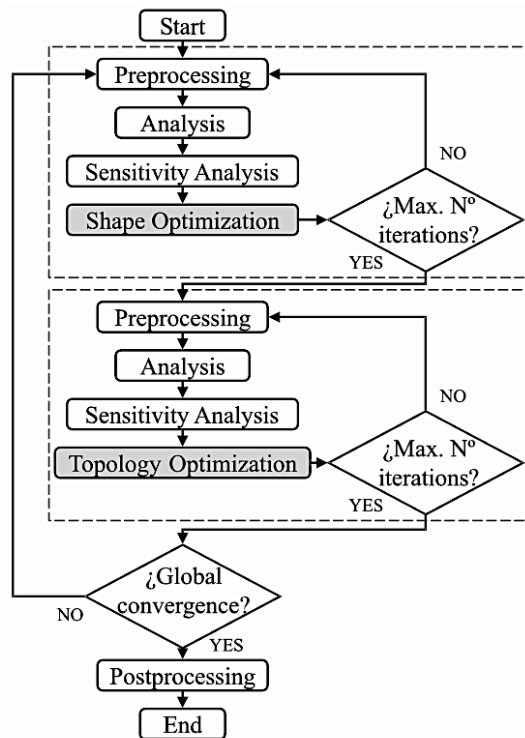 Start
Preprocessing
Analysis
NO
Sensitivity Analysis
Shape Optimization
¿Max. Nº
iterations?
YES
Preprocessing
Analysis
NO
Sensitivity Analysis
Topology Optimization
¿Max. Nº
iterations?
YES
¿Global
convergence?
NO
YES
Postprocessing
End